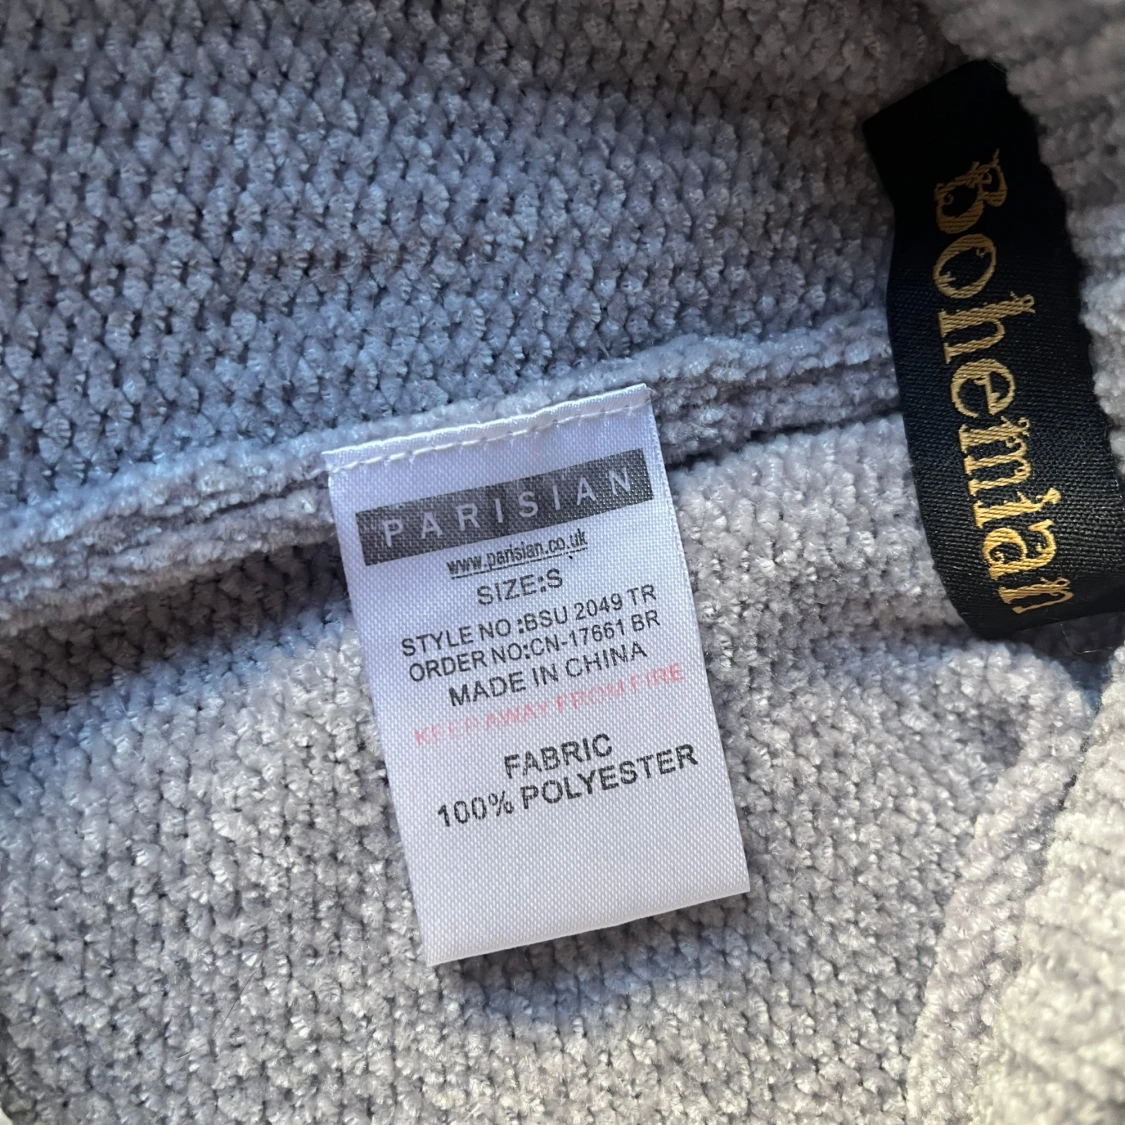 PARISIAN
www.parisian.co.uk
SIZE:S
STYLE NO :BSU 2049 TR
ORDER NO:CN-17661 BR
MADE IN CHINA
KEEP AWAY FROM FIRE
FABRIC
100% POLYESTER
Bohemian